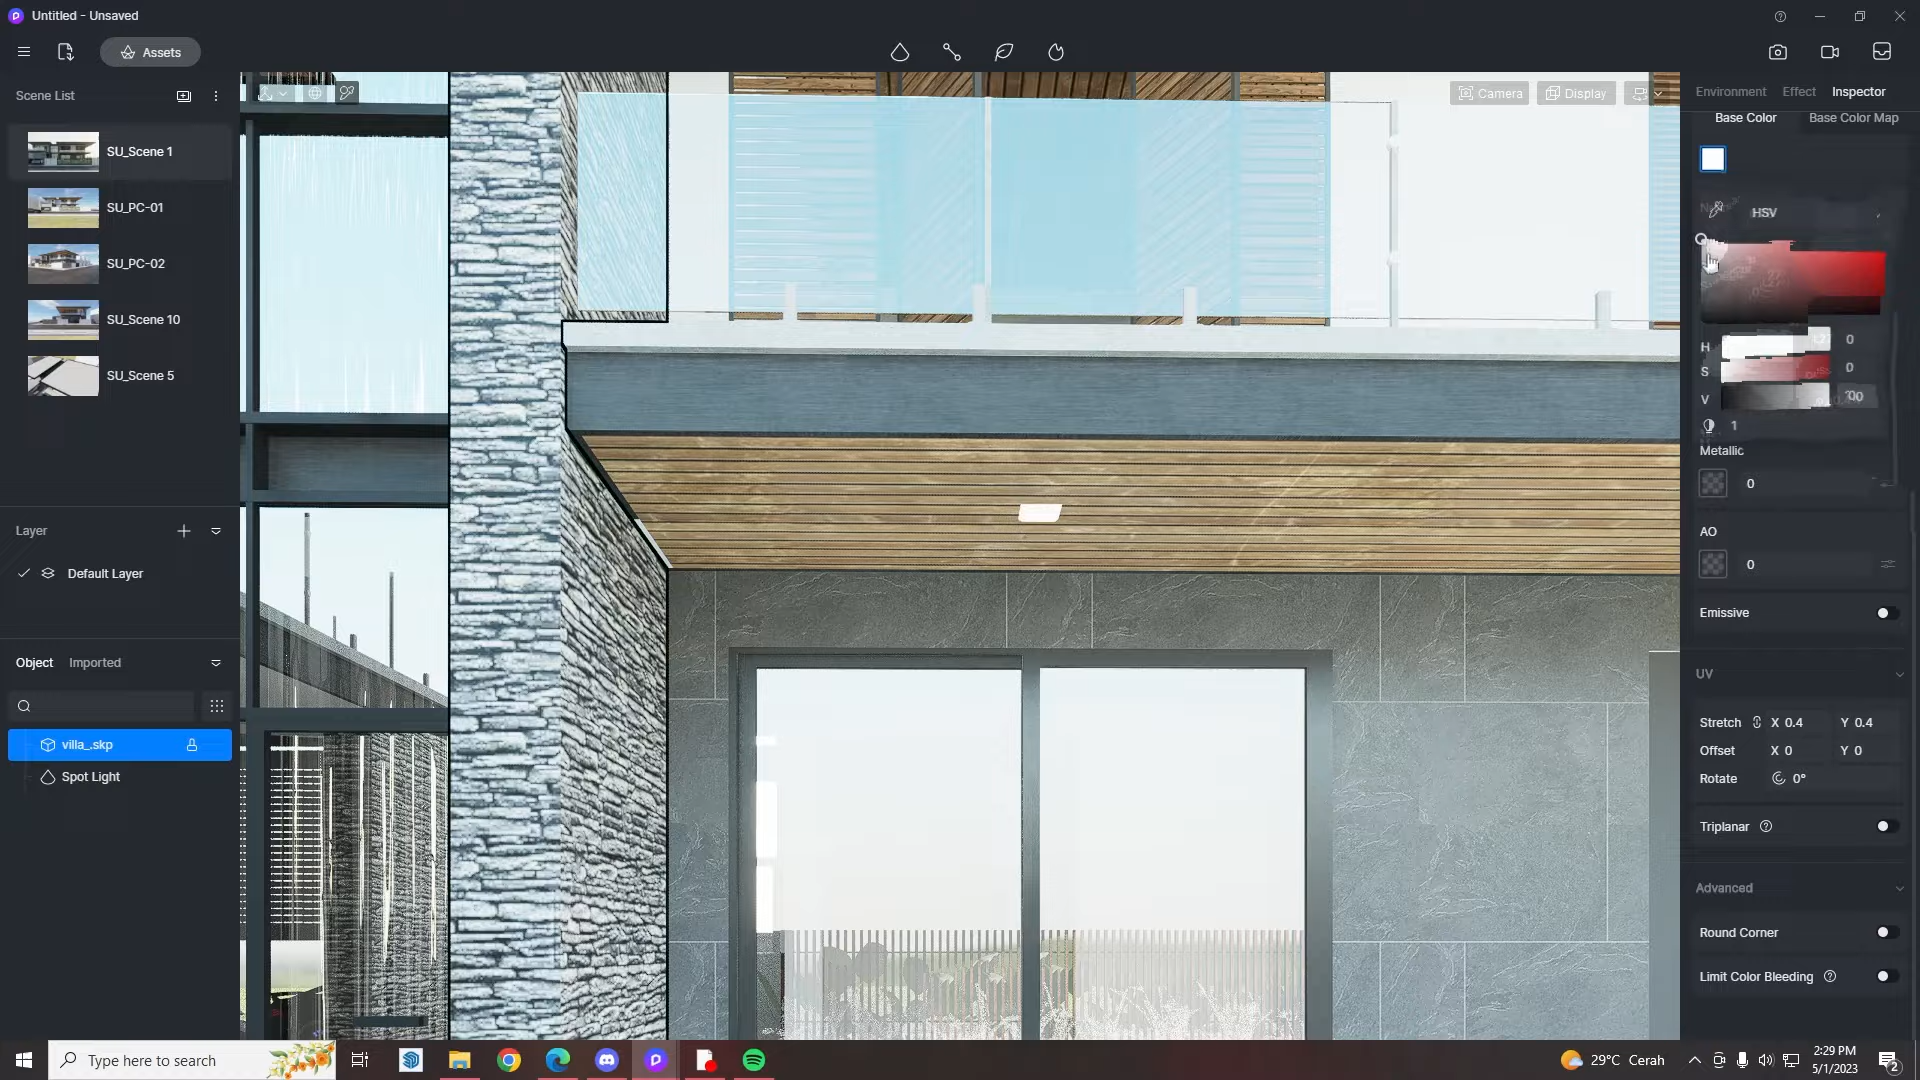 Untitled - Unsaved
Assets
Scene List
SU_Scene 1
SU_PC-01
SU_PC-02
SU_Scene 10
SU_Scene 5
Layer
Default Layer
Object Imported
villa_.skp
Spot Light
Camera Display
Environment Effect Inspector
Base Color Base Color Map
HSV
H 0
S 0
V
1
Metallic
0
AO
0
Emissive
UV
Stretch X 0.4 Y 0.4
Offset X 0 Y 0
Rotate 0°
Triplanar
Advanced
Round Corner
Limit Color Bleeding
Type here to search
29°C Cerah
2:29 PM
5/1/2023
2